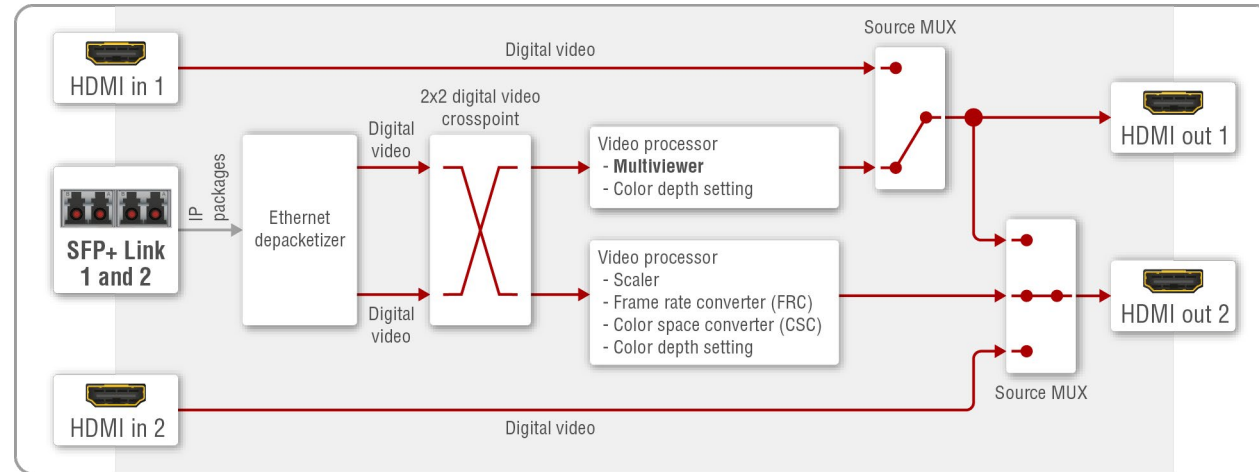 Source MUX
Digital video
HDMI in 1
2x2 digital video
crosspoint
HDMI out 1
Digital
video
Video processor
- Multiviewer
- Color depth setting
IP
packages
Ethernet
depacketizer
SFP+ Link
1 and 2
Video processor
- Scaler
- Frame rate converter (FRC)
- Color space converter (CSC)
- Color depth setting
HDMI out 2
Digital
video
Source MUX
HDMI in 2
Digital video